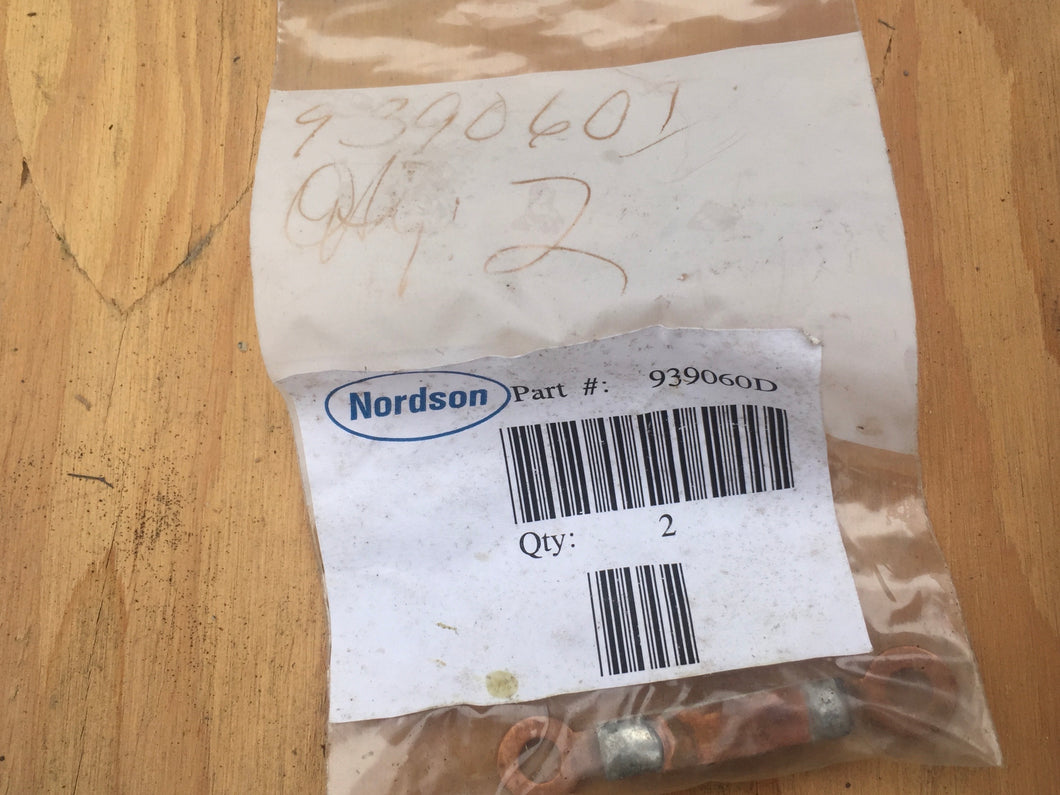 939060D
Qty. 2
Nordson Part #: 939060D
Qty: 2